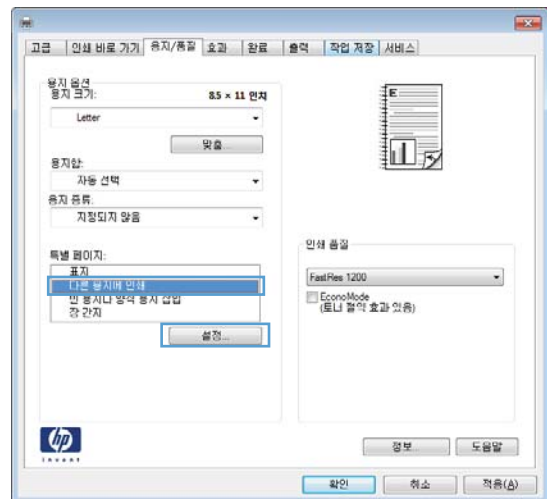 고급 인쇄 바로 가기 용지/품질 효과 완료 출력 작업 저장 서비스
용지 옵션
용지 크기: 8.5 × 11 인치
Letter
맞춤...
용지함:
자동 선택
용지 종류:
지정되지 않음
특별 페이지:
표지
다른 용지에 인쇄
빈 용지나 양각 용지 삽입
장 간지
설정...
E
인쇄 품질
FastRes 1200
EconoMode
(토너 절약 효과 있음)
hp
invent
정보... 도움말
확인 취소 적용(A)